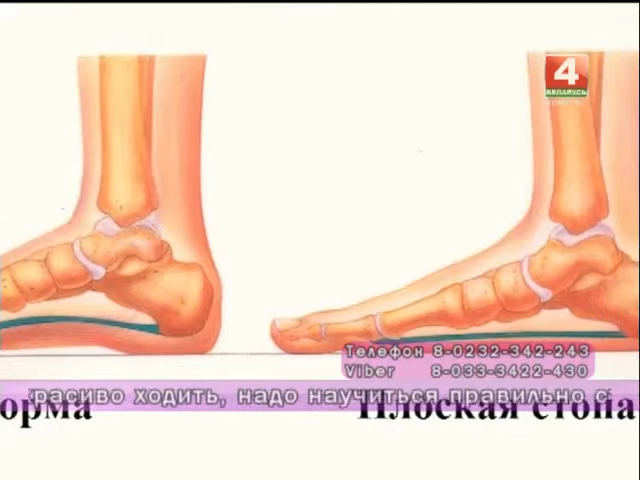 4
БЕЛАРУСЬ
Телефон 8-0232-342-243
Viber 8-033-3422-430
расиво ходить, надо научиться правильно с
орма Плоская стопа